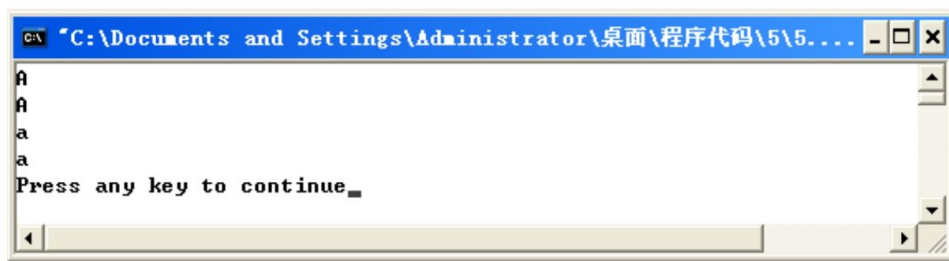 "C:\Documents and Settings\Administrator\桌面\程序代码\5\5....
A
A
a
a
Press any key to continue_